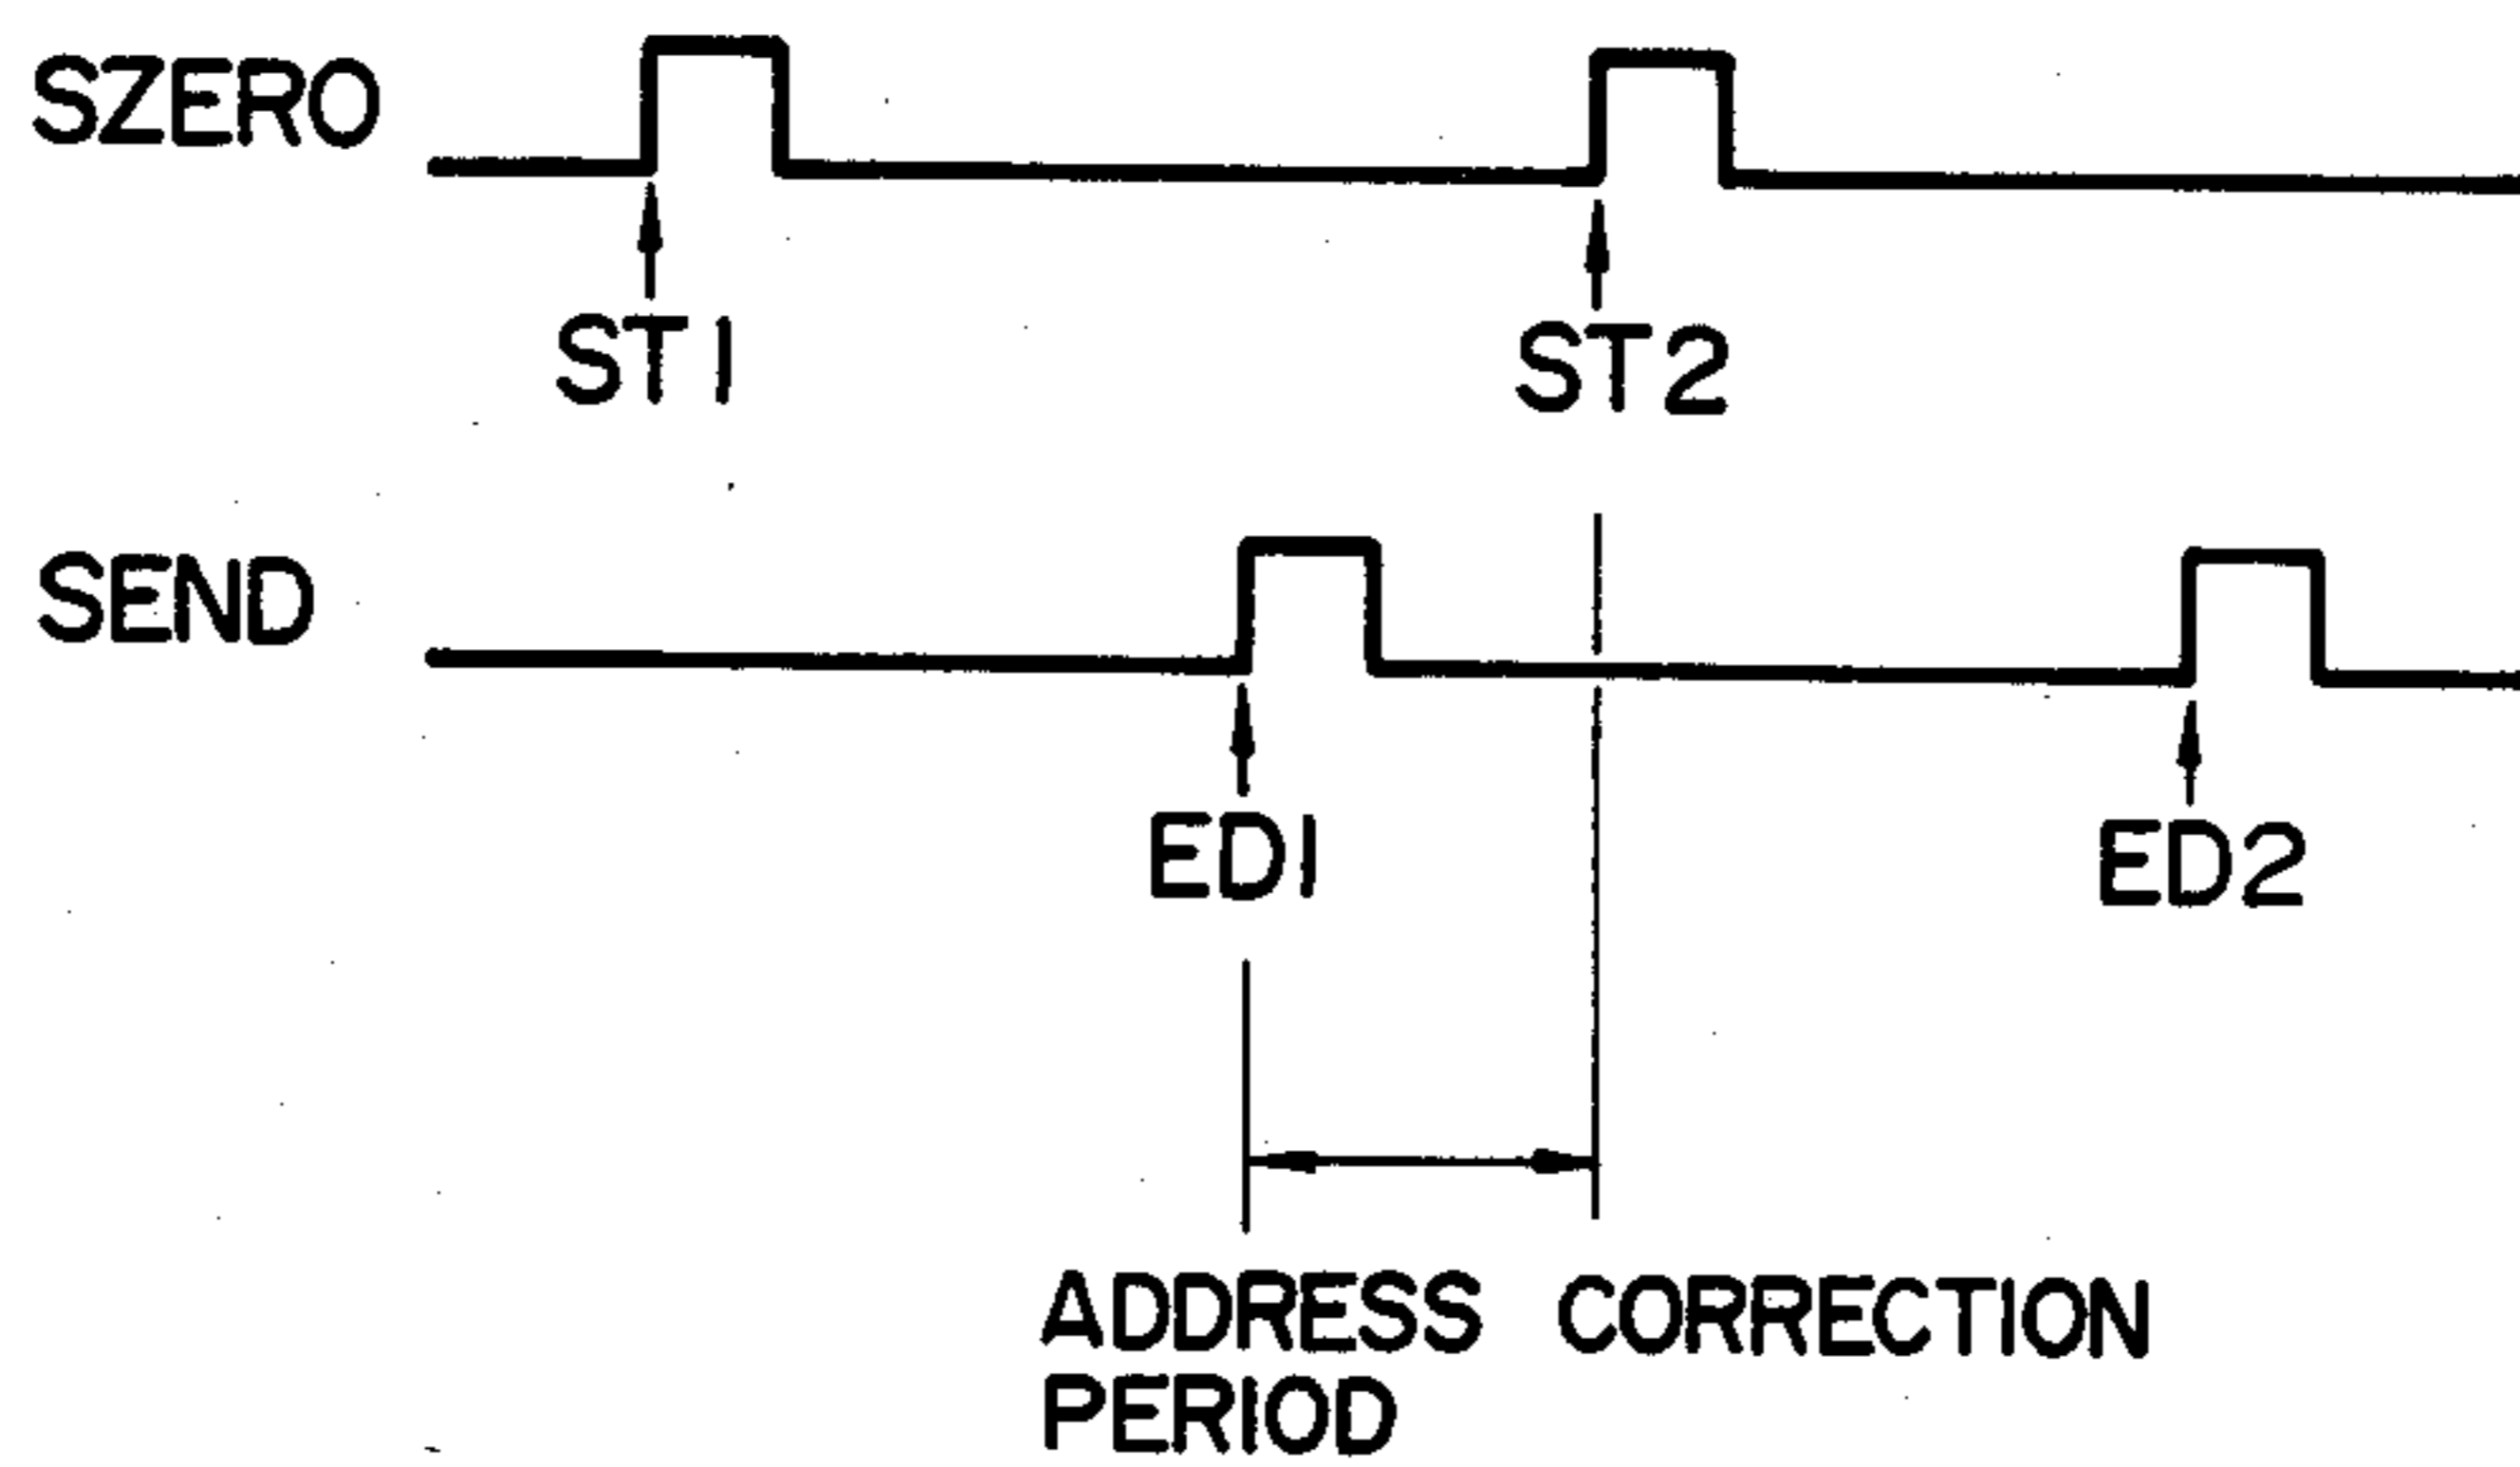 SZERO
ST1
ST2
SEND
ED1
ED2
ADDRESS CORRECTION
PERIOD